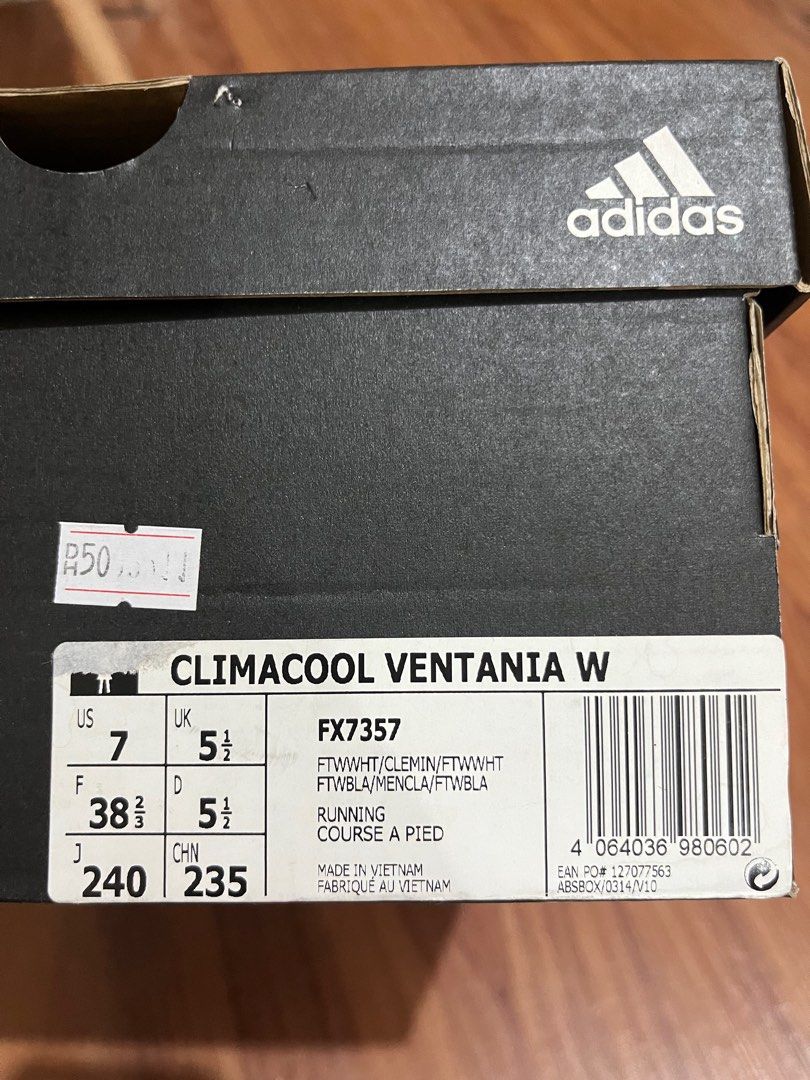 adidas
DH50
CLIMACOOL VENTANIA W
US 7 UK 5½
F 38⅔ D 5½
J 240 CHN 235
FX7357
FTWWHT/CLEMIN/FTWWHT
FTWBLA/MENCLA/FTWBLA
RUNNING
COURSE A PIED
MADE IN VIETNAM
FABRIQUÉ AU VIETNAM
4 064036 980602
EAN PO# 127077563
ABSBOX/0314/V10